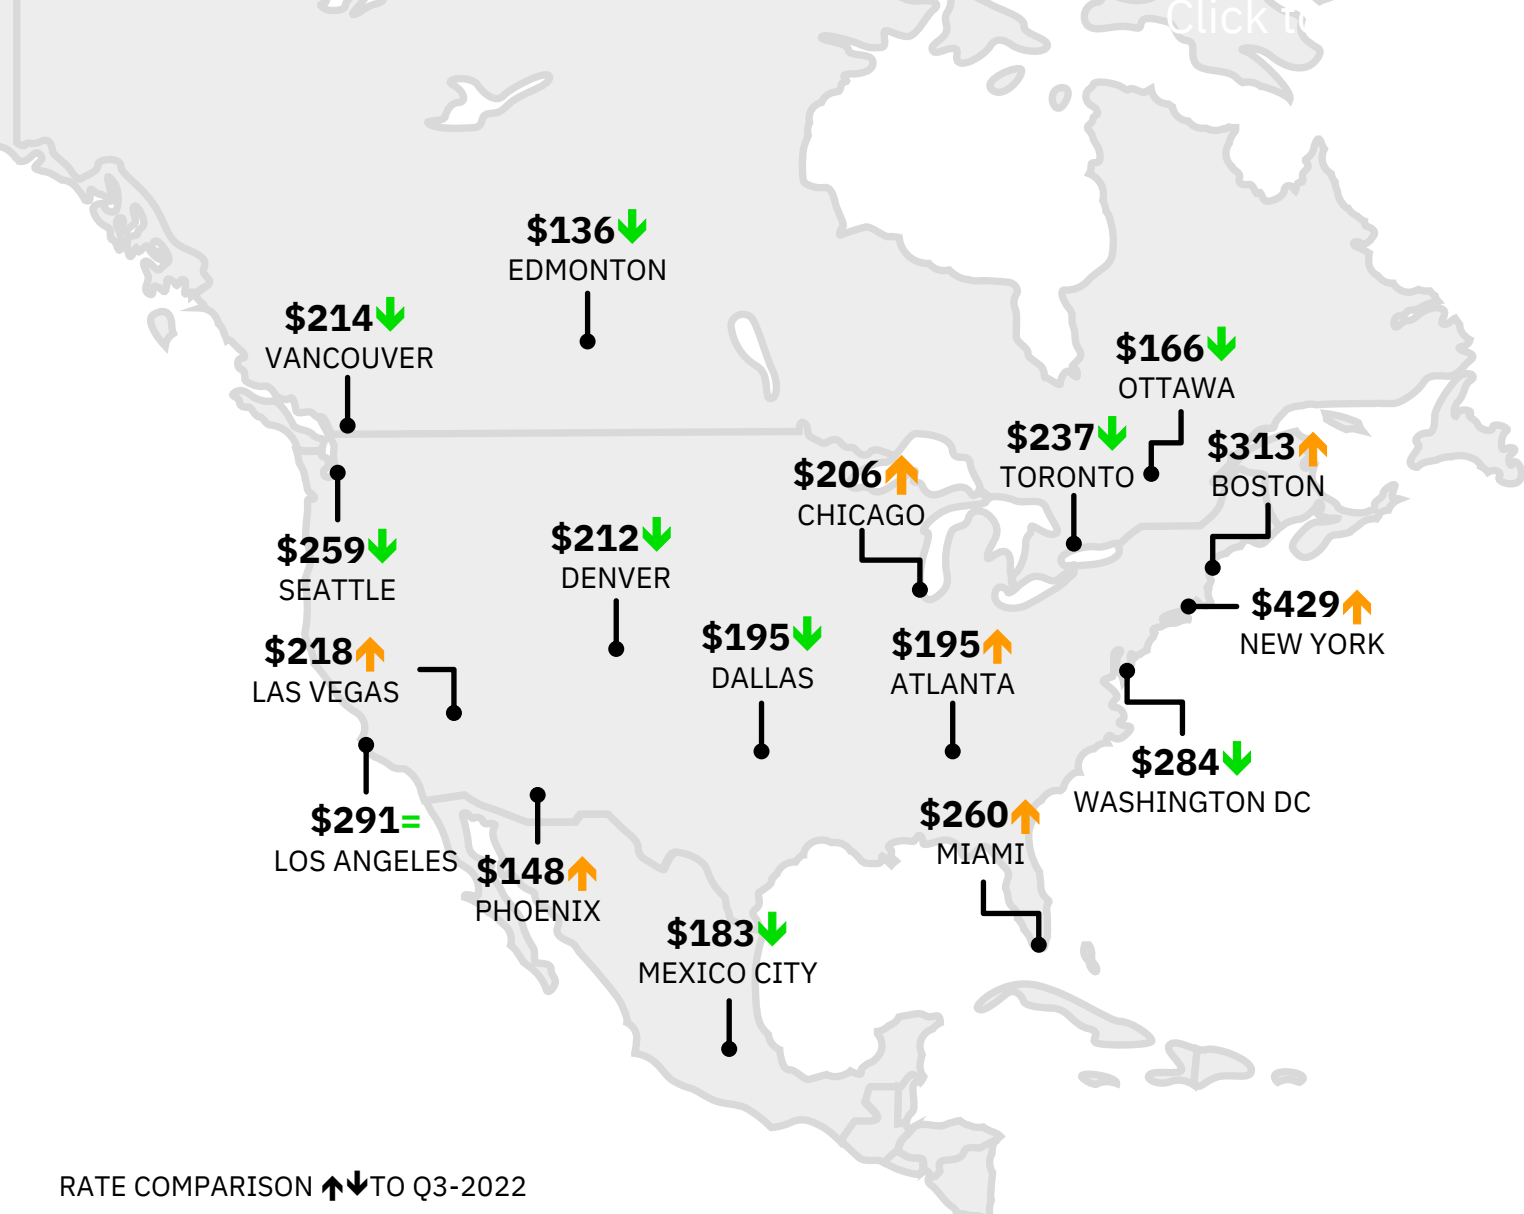 Click to
$136↓
EDMONTON
$214↓
VANCOUVER
$166↓
OTTAWA
$237↓
TORONTO
$313↑
BOSTON
$206↑
CHICAGO
$259↓
SEATTLE
$212↓
DENVER
$429↑
NEW YORK
$218↑
LAS VEGAS
$195↓
DALLAS
$195↑
ATLANTA
$284↓
WASHINGTON DC
$291=
LOS ANGELES
$148↑
PHOENIX
$260↑
MIAMI
$183↓
MEXICO CITY
RATE COMPARISON ↑↓TO Q3-2022